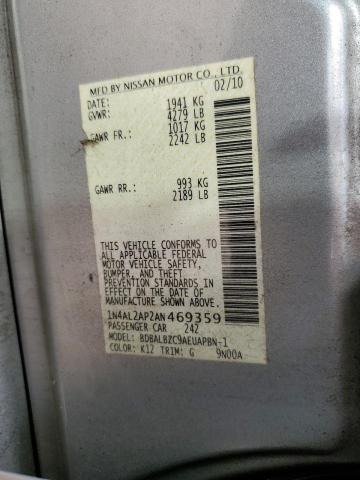 MFD BY NISSAN MOTOR CO., LTD.
DATE: 02/10
GVWR: 1941 KG
4279 LB
GAWR FR.: 1017 KG
2242 LB
GAWR RR.: 993 KG
2189 LB
THIS VEHICLE CONFORMS TO
ALL APPLICABLE FEDERAL
MOTOR VEHICLE SAFETY,
BUMPER, AND THEFT
PREVENTION STANDARDS
IN EFFECT ON THE DATE OF
MANUFACTURE SHOWN ABOVE.
1N4AL2AP2AN469359
PASSENGER CAR 242
MODEL: BDBALBZC9AEUAPBN-1
COLOR: K12 TRIM: G 9N00A